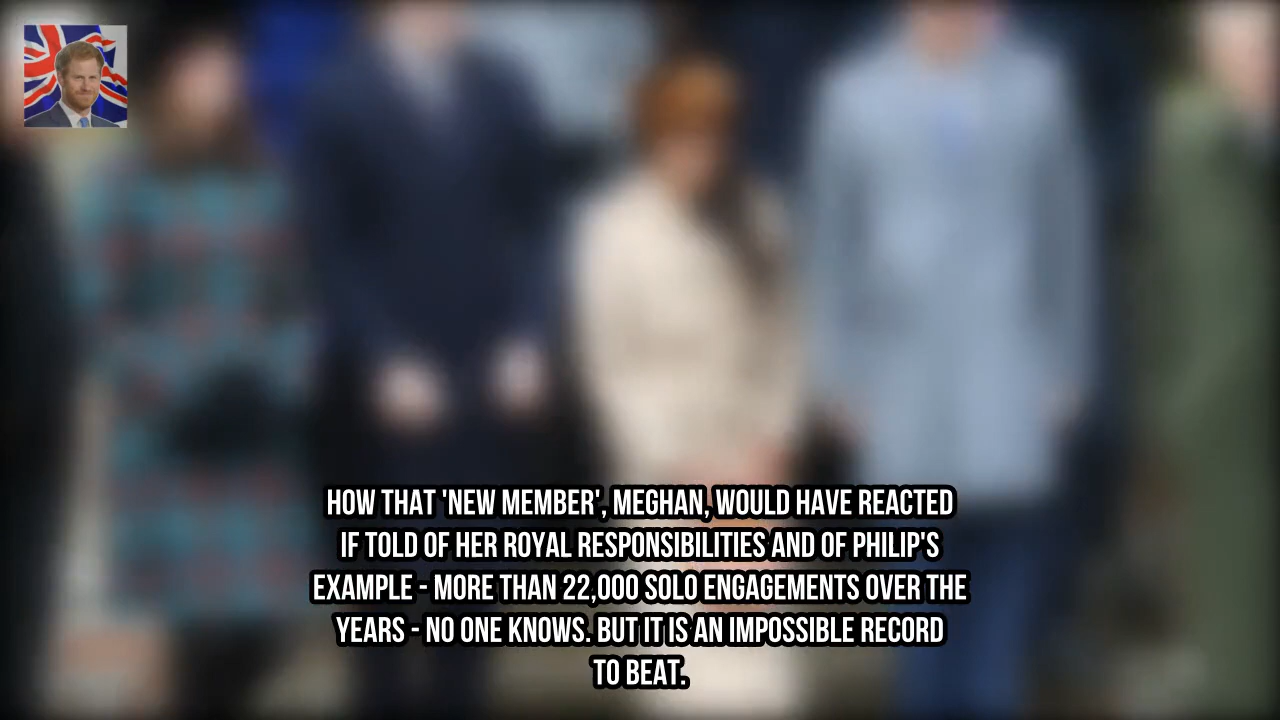 HOW THAT 'NEW MEMBER', MEGHAN, WOULD HAVE REACTED
IF TOLD OF HER ROYAL RESPONSIBILITIES AND OF PHILIP'S
EXAMPLE - MORE THAN 22,000 SOLO ENGAGEMENTS OVER THE
YEARS - NO ONE KNOWS. BUT IT IS AN IMPOSSIBLE RECORD
TO BEAT.